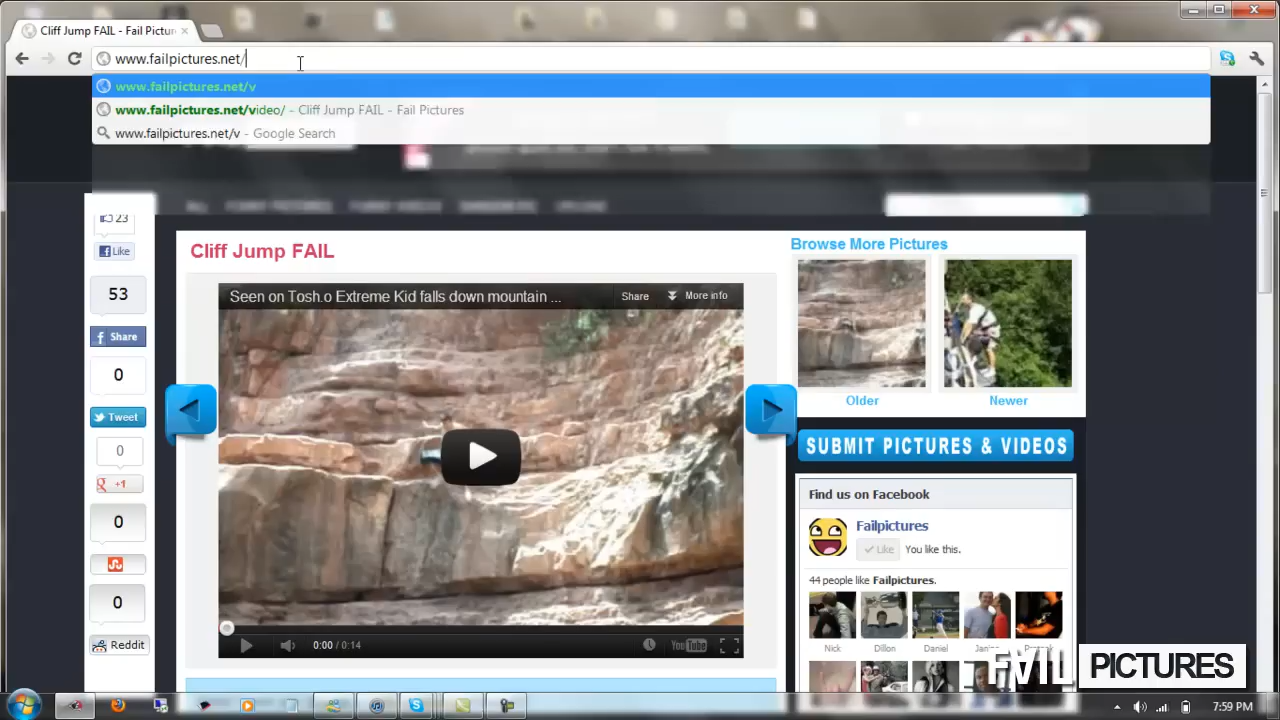 Cliff Jump FAIL - Fail Pictur
www.failpictures.net/
www.failpictures.net/v
www.failpictures.net/video/ - Cliff Jump FAIL - Fail Pictures
www.failpictures.net/v - Google Search
23
Like
53
Share
0
Tweet
0
+1
0
0
Reddit
Cliff Jump FAIL
Seen on Tosh.o Extreme Kid falls down mountain ...
Share
More info
0:00 / 0:14
YouTube
Browse More Pictures
Older
Newer
SUBMIT PICTURES & VIDEOS
Find us on Facebook
Failpictures
Like
You like this.
44 people like Failpictures.
Nick
Dillon
Daniel
FAIL PICTURES
7:59 PM